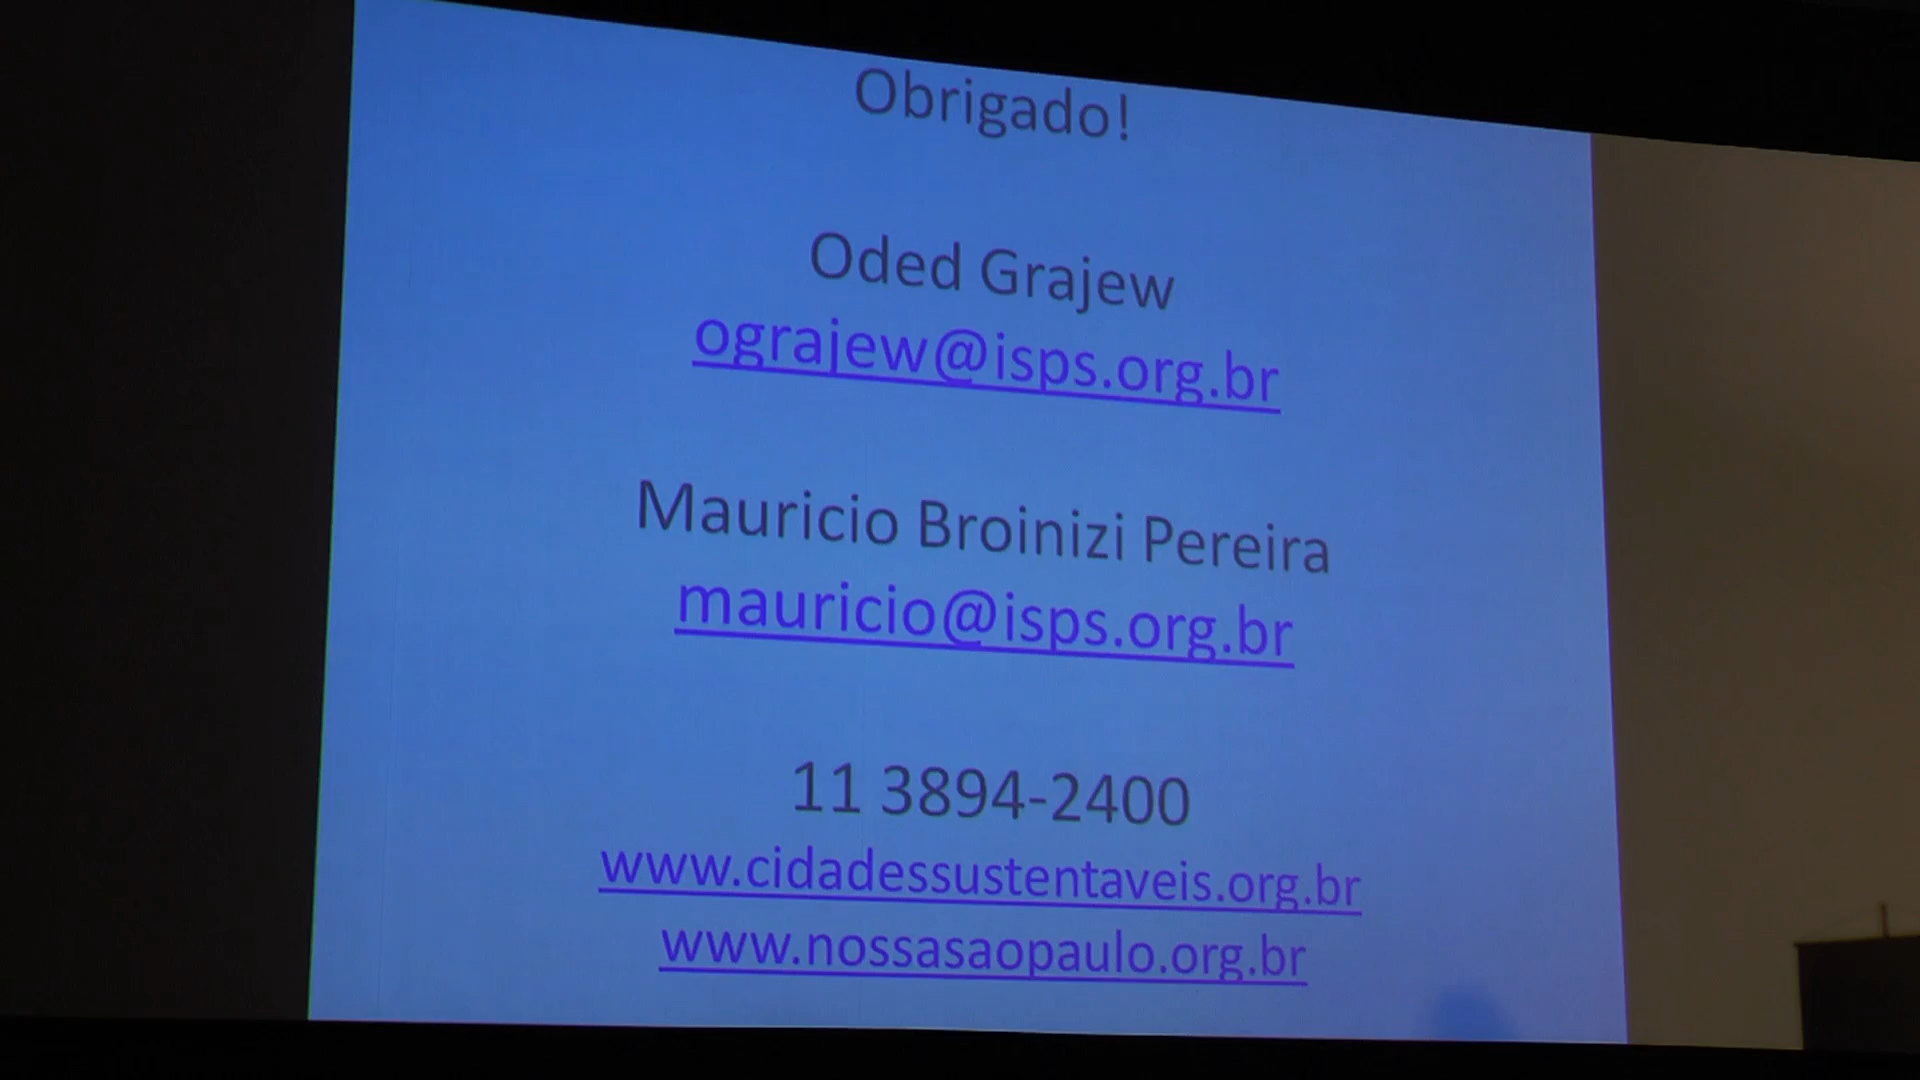 Obrigado!
Oded Grajew
ograjew@isps.org.br
Mauricio Broinizi Pereira
mauricio@isps.org.br
11 3894-2400
www.cidadessustentaveis.org.br
www.nossasaopaulo.org.br